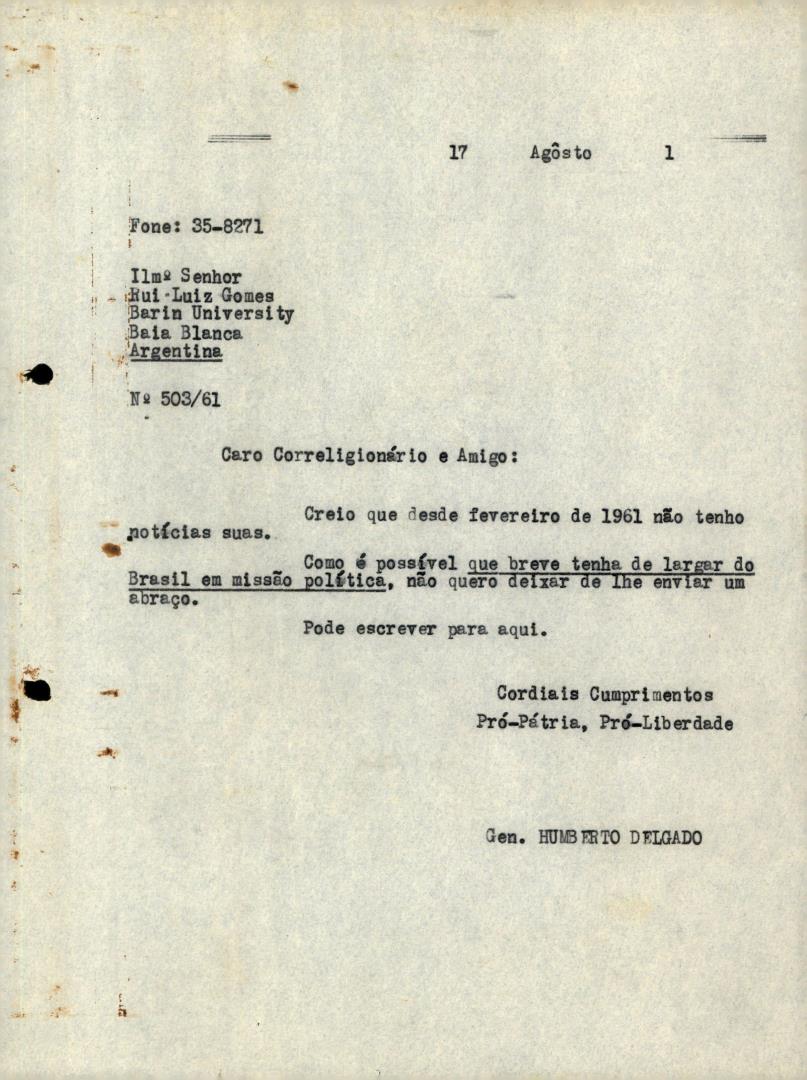 17 Agôsto 1
Fone: 35-8271
Ilmº Senhor
Rui Luiz Gomes
Barin University
Baia Blanca
Argentina
Nº 503/61
Caro Correligionário e Amigo:
Creio que desde fevereiro de 1961 não tenho
notícias suas.
Como é possível que breve tenha de largar do
Brasil em missão política, não quero deixar de lhe enviar um
abraço.
Pode escrever para aqui.
Cordiais Cumprimentos
Pró-Pátria, Pró-Liberdade
Gen. HUMBERTO DELGADO